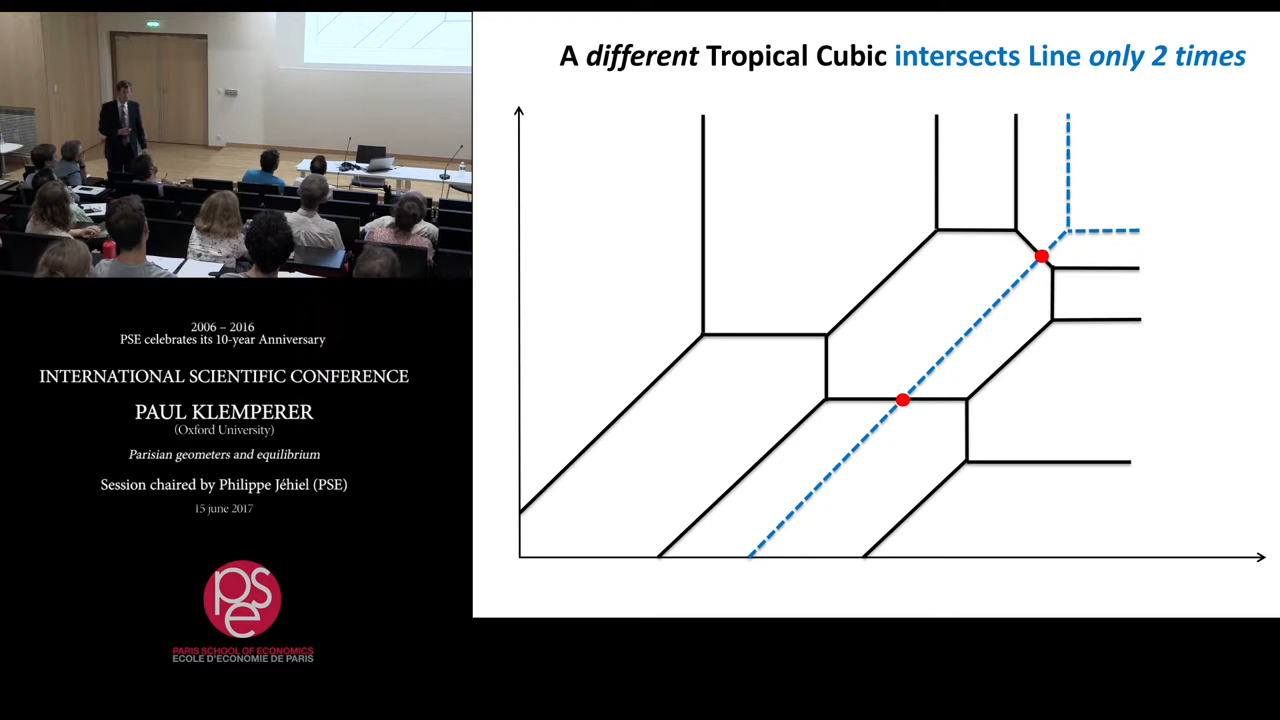 A different Tropical Cubic intersects Line only 2 times
2006 – 2016
PSE celebrates its 10-year Anniversary
INTERNATIONAL SCIENTIFIC CONFERENCE
PAUL KLEMPERER
(Oxford University)
Parisian geometers and equilibrium
Session chaired by Philippe Jéhiel (PSE)
15 june 2017
pse
PARIS SCHOOL OF ECONOMICS
ECOLE D'ECONOMIE DE PARIS